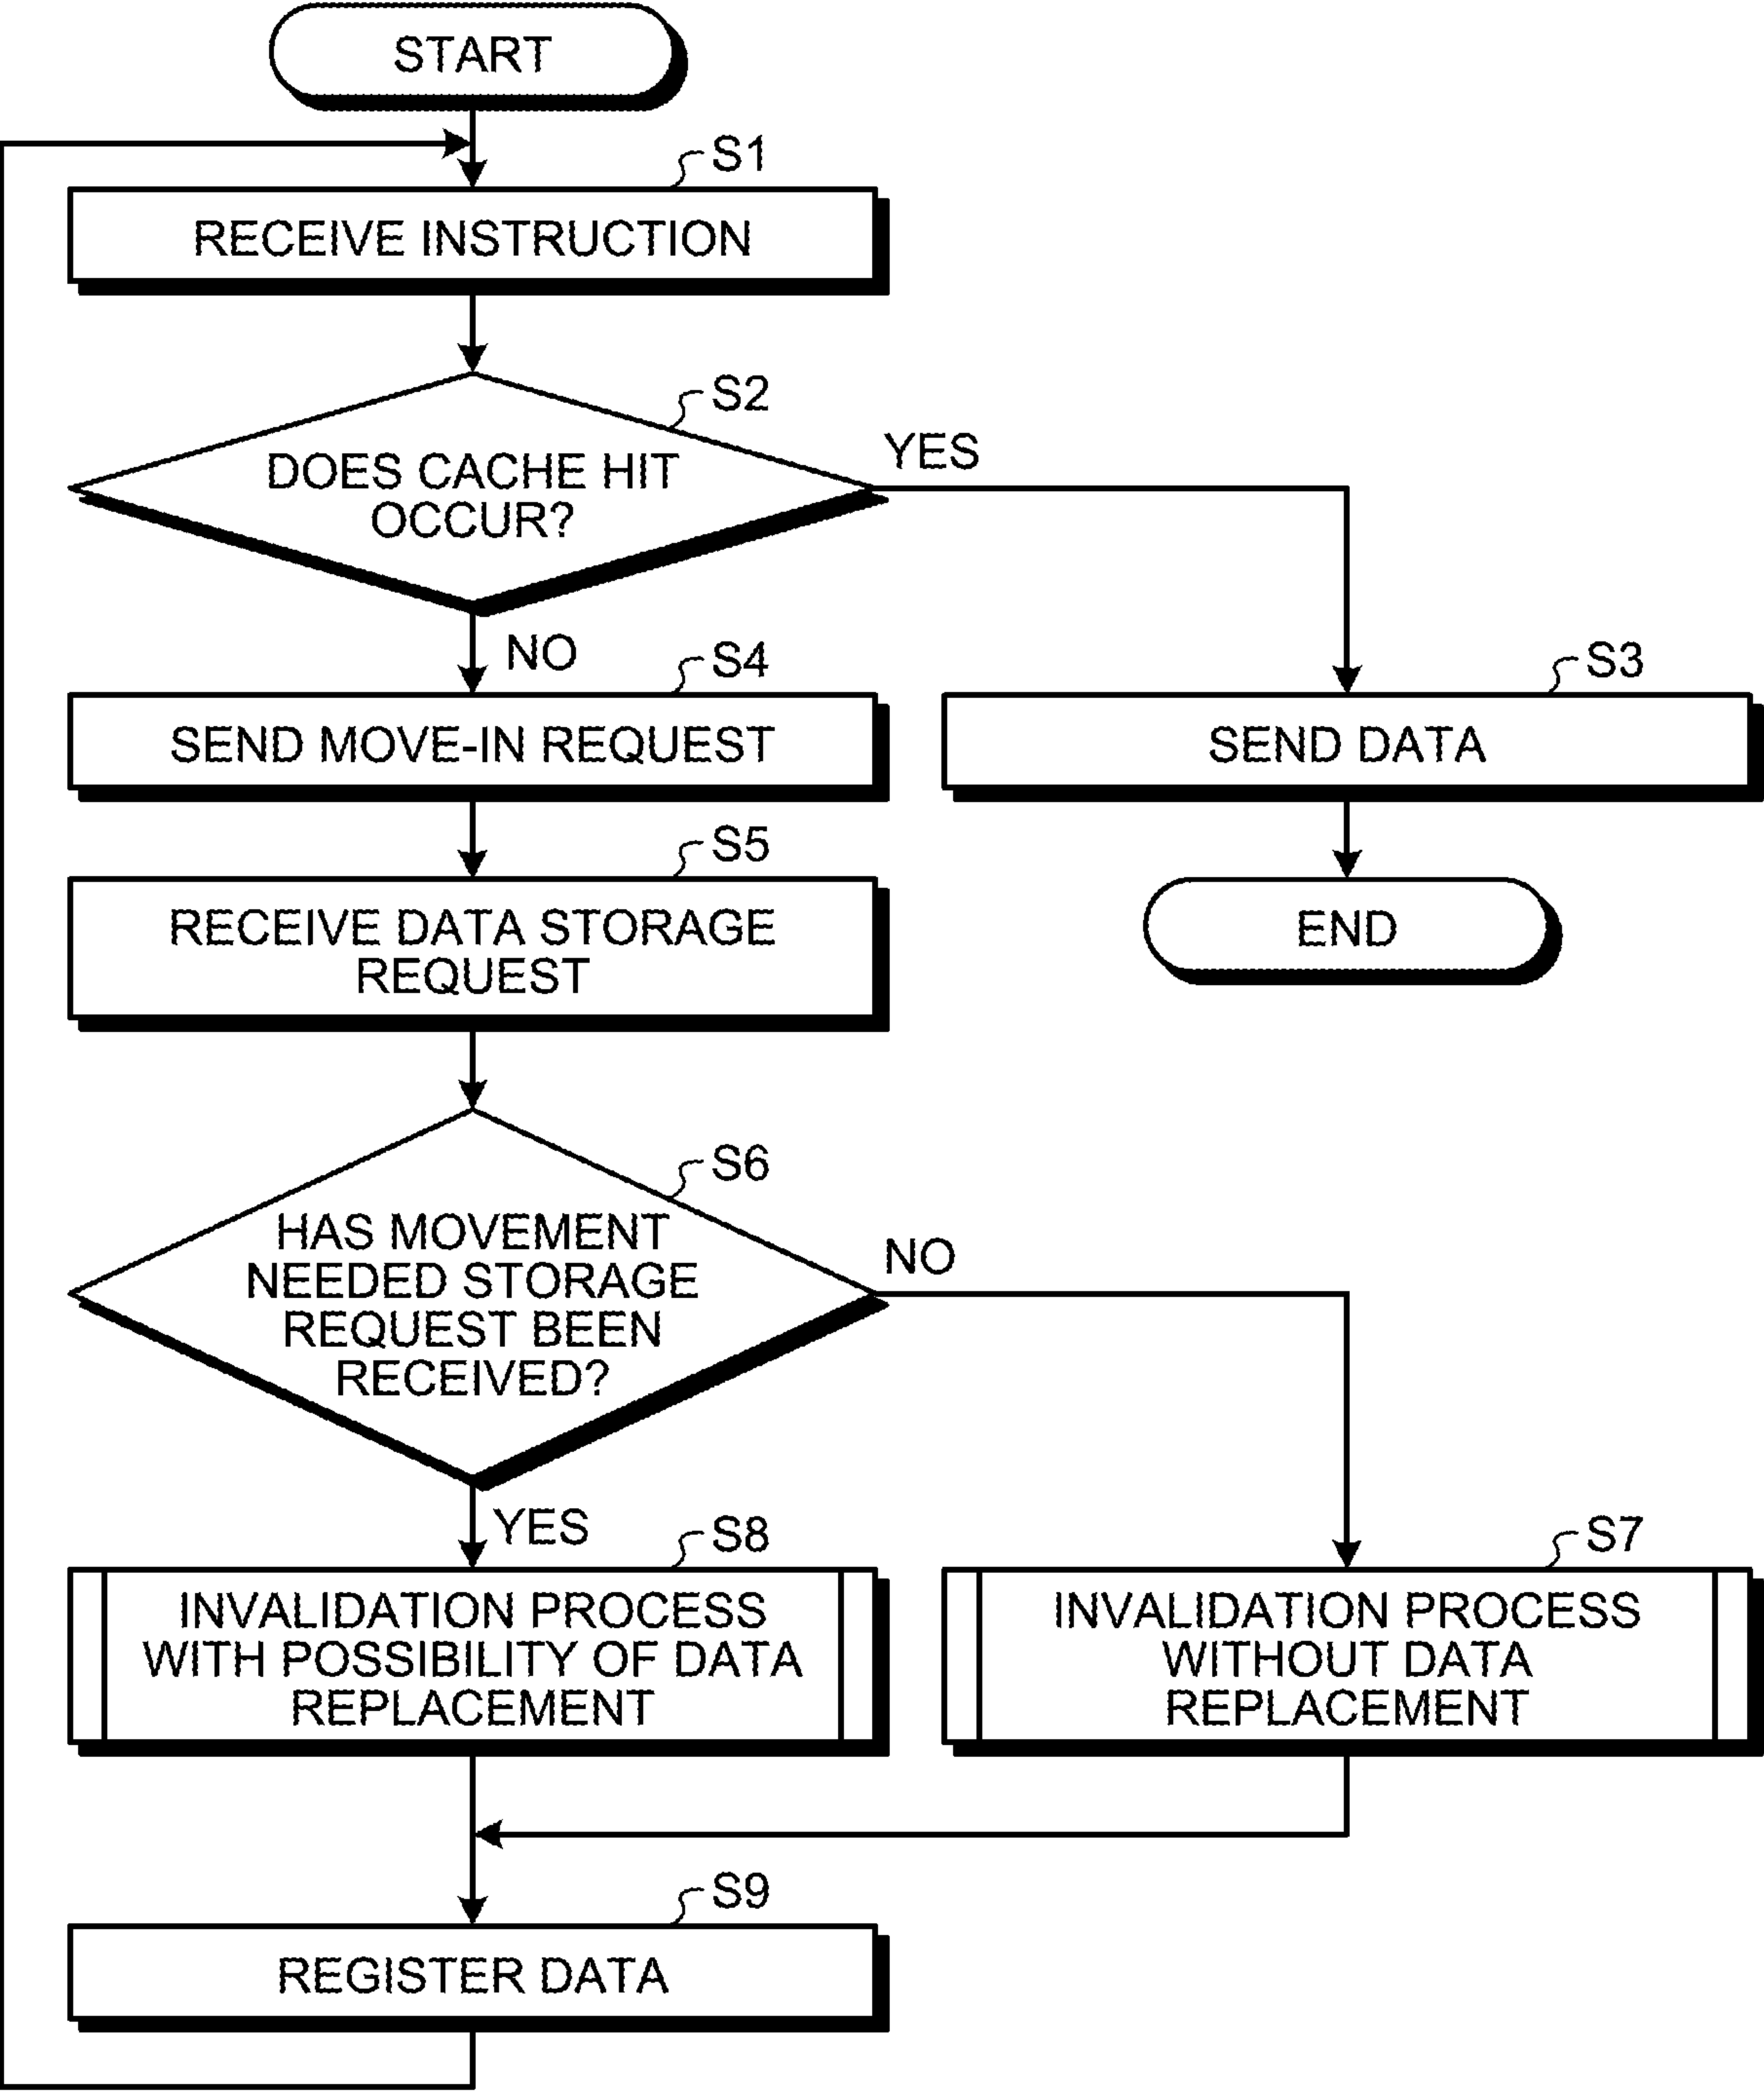 START
S1
RECEIVE INSTRUCTION
S2
DOES CACHE HIT
OCCUR?
YES
NO
S4
SEND MOVE-IN REQUEST
S3
SEND DATA
S5
RECEIVE DATA STORAGE
REQUEST
END
S6
HAS MOVEMENT
NEEDED STORAGE
REQUEST BEEN
RECEIVED?
NO
YES
S8
INVALIDATION PROCESS
WITH POSSIBILITY OF DATA
REPLACEMENT
S7
INVALIDATION PROCESS
WITHOUT DATA
REPLACEMENT
S9
REGISTER DATA